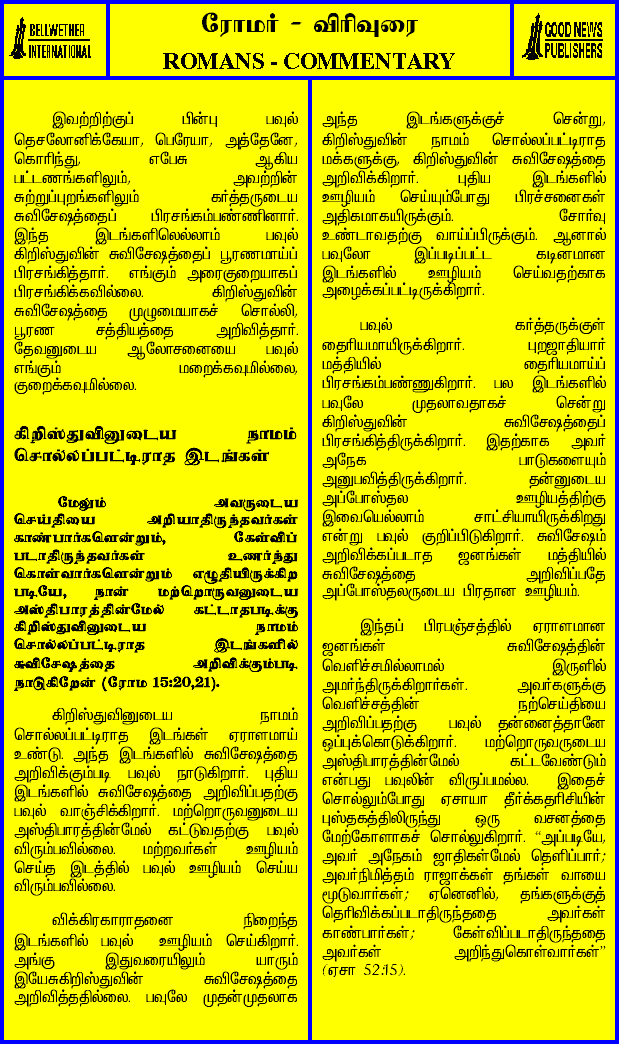 BELLWETHER
INTERNATIONAL
ரோமர் - விரிவுரை
ROMANS - COMMENTARY
GOOD NEWS
PUBLISHERS
இவற்றிற்குப் பின்பு பவுல்
தெசலோனிக்கேயா, பெரேயா, அத்தேனே,
கொரிந்து, எபேசு ஆகிய
பட்டணங்களிலும், அவற்றின்
சுற்றுப்புறங்களிலும் கர்த்தருடைய
சுவிசேஷத்தைப் பிரசங்கம்பண்ணினார்.
இந்த இடங்களிலெல்லாம் பவுல்
கிறிஸ்துவின் சுவிசேஷத்தைப் பூரணமாய்ப்
பிரசங்கித்தார். எங்கும் அரைகுறையாகப்
பிரசங்கிக்கவில்லை. கிறிஸ்துவின்
சுவிசேஷத்தை முழுமையாகச் சொல்லி,
பூரண சத்தியத்தை அறிவித்தார்.
தேவனுடைய ஆலோசனையை பவுல்
எங்கும் மறைக்கவுமில்லை,
குறைக்கவுமில்லை.
கிறிஸ்துவினுடைய நாமம்
சொல்லப்பட்டிராத இடங்கள்
மேலும் அவருடைய
செய்தியை அறியாதிருந்தவர்கள்
காண்பார்களென்றும், கேள்விப்
படாதிருந்தவர்கள் உணர்ந்து
கொள்வார்களென்றும் எழுதியிருக்கிற
படியே, நான் மற்றொருவனுடைய
அஸ்திபாரத்தின்மேல் கட்டாதபடிக்கு
கிறிஸ்துவினுடைய நாமம்
சொல்லப்பட்டிராத இடங்களில்
சுவிசேஷத்தை அறிவிக்கும்படி
நாடுகிறேன் (ரோம 15:20,21).
கிறிஸ்துவினுடைய நாமம்
சொல்லப்பட்டிராத இடங்கள் ஏராளமாய்
உண்டு. அந்த இடங்களில் சுவிசேஷத்தை
அறிவிக்கும்படி பவுல் நாடுகிறார். புதிய
இடங்களில் சுவிசேஷத்தை அறிவிப்பதற்கு
பவுல் வாஞ்சிக்கிறார். மற்றொருவனுடைய
அஸ்திபாரத்தின்மேல் கட்டுவதற்கு பவுல்
விரும்பவில்லை. மற்றவர்கள் ஊழியம்
செய்த இடத்தில் பவுல் ஊழியம் செய்ய
விரும்பவில்லை.
விக்கிரகாராதனை நிறைந்த
இடங்களில் பவுல் ஊழியம் செய்கிறார்.
அங்கு இதுவரையிலும் யாரும்
இயேசுகிறிஸ்துவின் சுவிசேஷத்தை
அறிவித்ததில்லை. பவுலே முதன்முதலாக
அந்த இடங்களுக்குச் சென்று,
கிறிஸ்துவின் நாமம் சொல்லப்பட்டிராத
மக்களுக்கு, கிறிஸ்துவின் சுவிசேஷத்தை
அறிவிக்கிறார். புதிய இடங்களில்
ஊழியம் செய்யும்போது பிரச்சனைகள்
அதிகமாகயிருக்கும். சோர்வு
உண்டாவதற்கு வாய்ப்பிருக்கும். ஆனால்
பவுலோ இப்படிப்பட்ட கடினமான
இடங்களில் ஊழியம் செய்வதற்காக
அழைக்கப்பட்டிருக்கிறார்.
பவுல் கர்த்தருக்குள்
தைரியமாயிருக்கிறார். புறஜாதியார்
மத்தியில் தைரியமாய்ப்
பிரசங்கம்பண்ணுகிறார். பல இடங்களில்
பவுலே முதலாவதாகச் சென்று
கிறிஸ்துவின் சுவிசேஷத்தைப்
பிரசங்கித்திருக்கிறார். இதற்காக அவர்
அநேக பாடுகளையும்
அனுபவித்திருக்கிறார். தன்னுடைய
அப்போஸ்தல ஊழியத்திற்கு
இவையெல்லாம் சாட்சியாயிருக்கிறது
என்று பவுல் குறிப்பிடுகிறார். சுவிசேஷம்
அறிவிக்கப்படாத ஜனங்கள் மத்தியில்
சுவிசேஷத்தை அறிவிப்பதே
அப்போஸ்தலருடைய பிரதான ஊழியம்.
இந்தப் பிரபஞ்சத்தில் ஏராளமான
ஜனங்கள் சுவிசேஷத்தின்
வெளிச்சமில்லாமல் இருளில்
அமர்ந்திருக்கிறார்கள். அவர்களுக்கு
வெளிச்சத்தின் நற்செய்தியை
அறிவிப்பதற்கு பவுல் தன்னைத்தானே
ஒப்புக்கொடுக்கிறார். மற்றொருவருடைய
அஸ்திபாரத்தின்மேல் கட்டவேண்டும்
என்பது பவுலின் விருப்பமல்ல. இதைச்
சொல்லும்போது ஏசாயா தீர்க்கதரிசியின்
புஸ்தகத்திலிருந்து ஒரு வசனத்தை
மேற்கோளாகச் சொல்லுகிறார். “அப்படியே,
அவர் அநேகம் ஜாதிகள்மேல் தெளிப்பார்;
அவர்நிமித்தம் ராஜாக்கள் தங்கள் வாயை
மூடுவார்கள்; ஏனெனில், தங்களுக்குத்
தெரிவிக்கப்படாதிருந்ததை அவர்கள்
காண்பார்கள்; கேள்விப்படாதிருந்ததை
அவர்கள் அறிந்துகொள்வார்கள்”
(ஏசா 52:15).